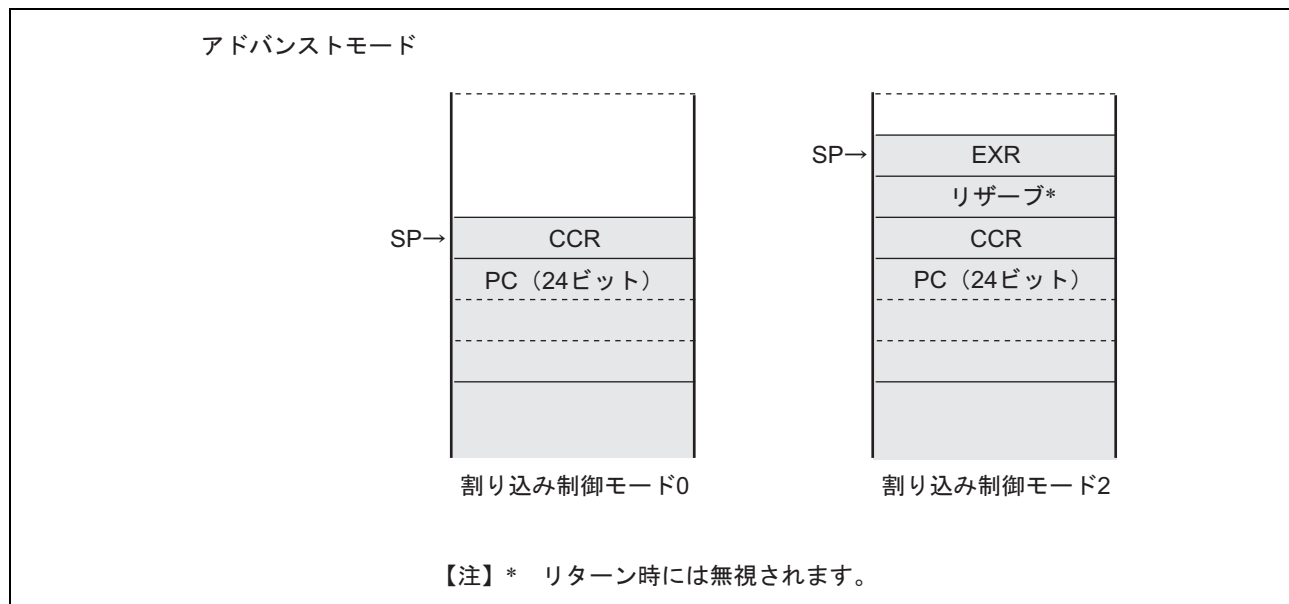 アドバンストモード
SP→ CCR
PC（24ビット）
割り込み制御モード0
SP→ EXR
リザーブ*
CCR
PC（24ビット）
割り込み制御モード2
【注】* リターン時には無視されます。